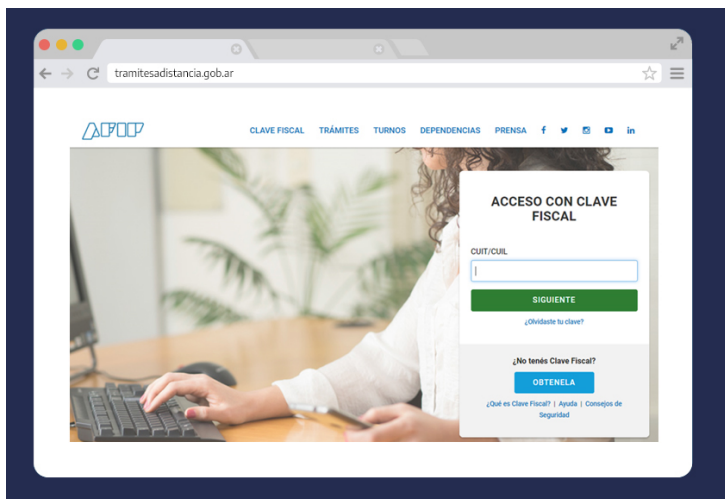 tramitesadistancia.gob.ar
AFIP
CLAVE FISCAL TRÁMITES TURNOS DEPENDENCIAS PRENSA
ACCESO CON CLAVE
FISCAL
CUIT/CUIL
SIGUIENTE
¿Olvidaste tu clave?
¿No tenés Clave Fiscal?
OBTENELA
¿Qué es Clave Fiscal? | Ayuda | Consejos de
Seguridad